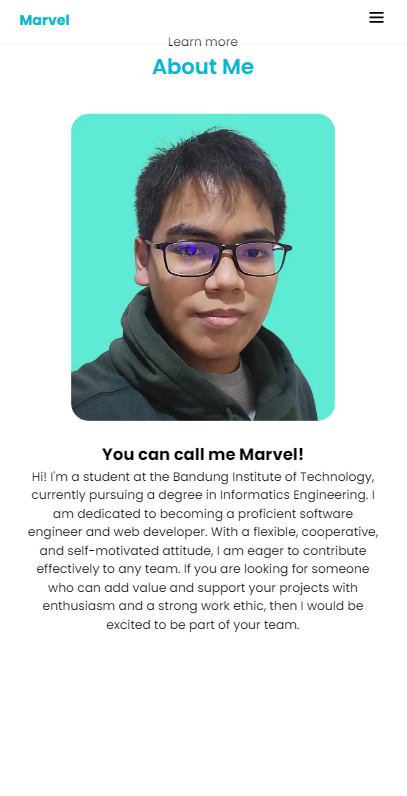 Marvel
Learn more
About Me
You can call me Marvel!
Hi! I'm a student at the Bandung Institute of Technology,
currently pursuing a degree in Informatics Engineering. I
am dedicated to becoming a proficient software
engineer and web developer. With a flexible, cooperative,
and self-motivated attitude, I am eager to contribute
effectively to any team. If you are looking for someone
who can add value and support your projects with
enthusiasm and a strong work ethic, then I would be
excited to be part of your team.